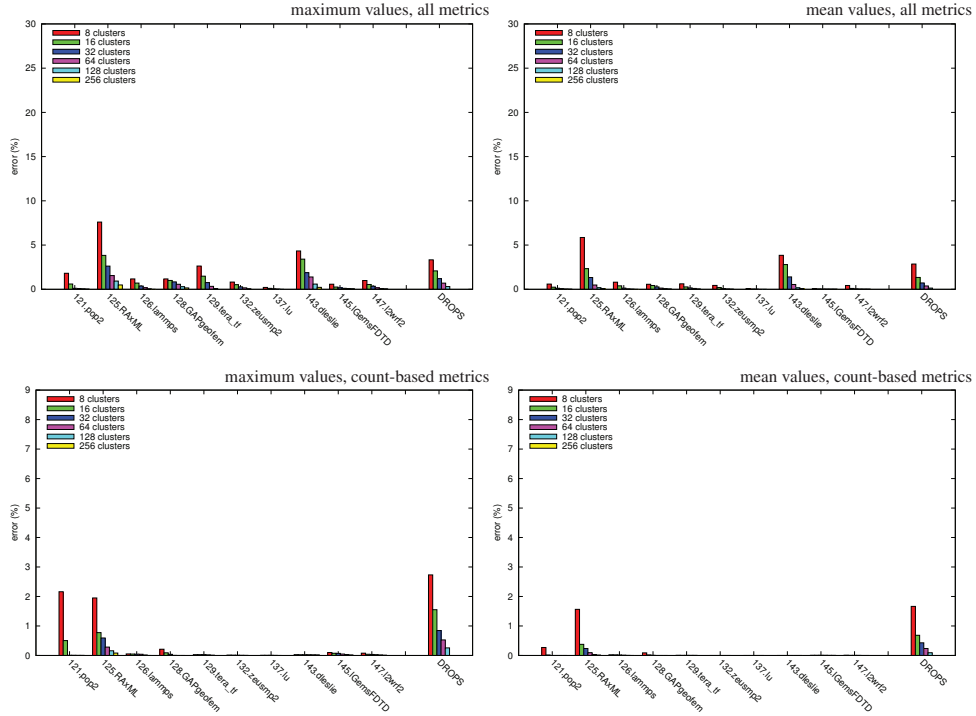 maximum values, all metrics
30
25
20
15
10
5
0
error (%)
8 clusters
16 clusters
32 clusters
64 clusters
128 clusters
256 clusters
121.pop2
125.RAxML
126.lammps
128.GAPgeofem
129.tera_tf
132.zeusmp2
137.lu
143.dleslie
145.lGemsFDTD
147.l2wrf2
DROPS
mean values, all metrics
30
25
20
15
10
5
0
error (%)
8 clusters
16 clusters
32 clusters
64 clusters
128 clusters
256 clusters
121.pop2
125.RAxML
126.lammps
128.GAPgeofem
129.tera_tf
132.zeusmp2
137.lu
143.dleslie
145.lGemsFDTD
147.l2wrf2
DROPS
maximum values, count-based metrics
9
8
7
6
5
4
3
2
1
0
error (%)
8 clusters
16 clusters
32 clusters
64 clusters
128 clusters
256 clusters
121.pop2
125.RAxML
126.lammps
128.GAPgeofem
129.tera_tf
132.zeusmp2
137.lu
143.dleslie
145.lGemsFDTD
147.l2wrf2
DROPS
mean values, count-based metrics
9
8
7
6
5
4
3
2
1
0
error (%)
8 clusters
16 clusters
32 clusters
64 clusters
128 clusters
256 clusters
121.pop2
125.RAxML
126.lammps
128.GAPgeofem
129.tera_tf
132.zeusmp2
137.lu
143.dleslie
145.lGemsFDTD
147.l2wrf2
DROPS